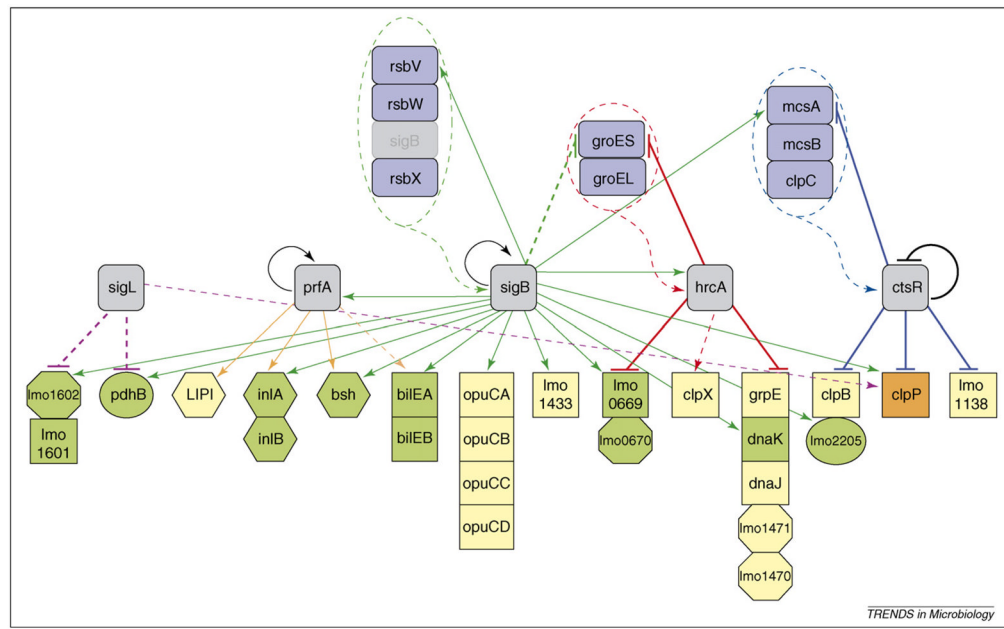 rsbV
rsbW
sigB
rsbX
groES
groEL
mcsA
mcsB
clpC
sigL
prfA
sigB
hrcA
ctsR
lmo1602
lmo
1601
pdhB
LIPI
inlA
inlB
bsh
bilEA
bilEB
opuCA
opuCB
opuCC
opuCD
lmo
1433
lmo
0669
lmo0670
clpX
grpE
dnaK
dnaJ
lmo1471
lmo1470
clpB
lmo2205
clpP
lmo
1138
TRENDS in Microbiology